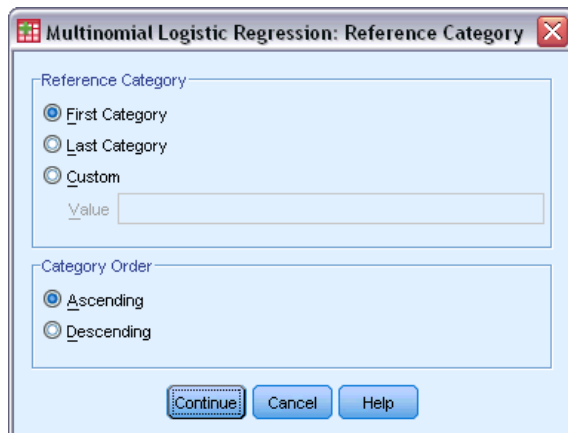 Multinomial Logistic Regression: Reference Category
Reference Category
First Category
Last Category
Custom
Value
Category Order
Ascending
Descending
Continue Cancel Help